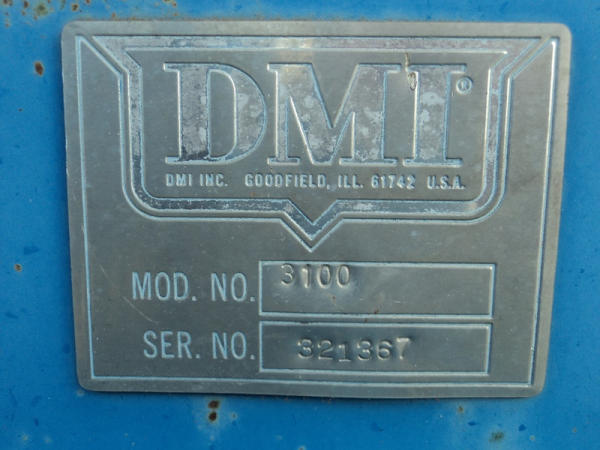 DMI®
DMI INC. GOODFIELD, ILL. 61742 U.S.A.
MOD. NO. 3100
SER. NO. 321367